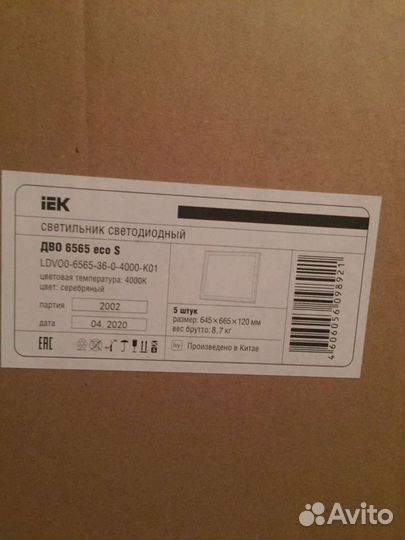 iEK
СВЕТИЛЬНИК СВЕТОДИОДНЫЙ
ДВО 6565 eco S
LDVO0-6565-36-0-4000-K01
цветовая температура: 4000К
цвет: серебряный
партия 2002
дата 04. 2020
5 штук
размер: 645×665×120 мм
вес брутто: 8,7 кг
Произведено в Китае
EAC
4606056098921
Avito